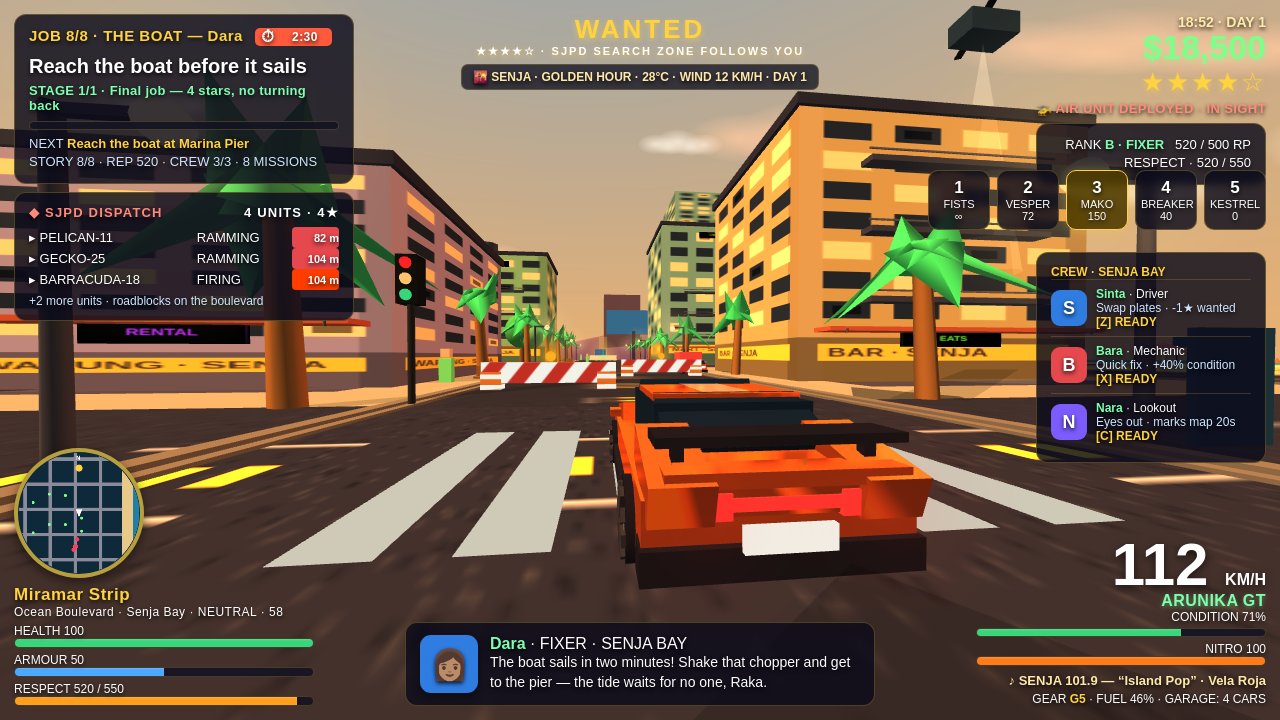 JOB 8/8 · THE BOAT — Dara
⏱ 2:30
Reach the boat before it sails
STAGE 1/1 · Final job — 4 stars, no turning
back
NEXT Reach the boat at Marina Pier
STORY 8/8 · REP 520 · CREW 3/3 · 8 MISSIONS
◆ SJPD DISPATCH 4 UNITS · 4★
▸ PELICAN-11 RAMMING 82 m
▸ GECKO-25 RAMMING 104 m
▸ BARRACUDA-18 FIRING 104 m
+2 more units · roadblocks on the boulevard
WANTED
★★★★☆ · SJPD SEARCH ZONE FOLLOWS YOU
SENJA · GOLDEN HOUR · 28°C · WIND 12 KM/H · DAY 1
18:52 · DAY 1
$18,500
★★★★☆
AIR UNIT DEPLOYED · IN SIGHT
RANK B · FIXER 520 / 500 RP
RESPECT · 520 / 550
1 FISTS ∞
2 VESPER 72
3 MAKO 150
4 BREAKER 40
5 KESTREL 0
CREW · SENJA BAY
S
Sinta · Driver
Swap plates · -1★ wanted
[Z] READY
B
Bara · Mechanic
Quick fix · +40% condition
[X] READY
N
Nara · Lookout
Eyes out · marks map 20s
[C] READY
RENTAL
WARUNG · SENJA
WARUNG · SENJA
BAR · SENJA
BAR · SENJA
EATS
N
Miramar Strip
Ocean Boulevard · Senja Bay · NEUTRAL · 58
HEALTH 100
ARMOUR 50
RESPECT 520 / 550
Dara · FIXER · SENJA BAY
The boat sails in two minutes! Shake that chopper and get
to the pier — the tide waits for no one, Raka.
112 KM/H
ARUNIKA GT
CONDITION 71%
NITRO 100
♪ SENJA 101.9 — “Island Pop” · Vela Roja
GEAR G5 · FUEL 46% · GARAGE: 4 CARS